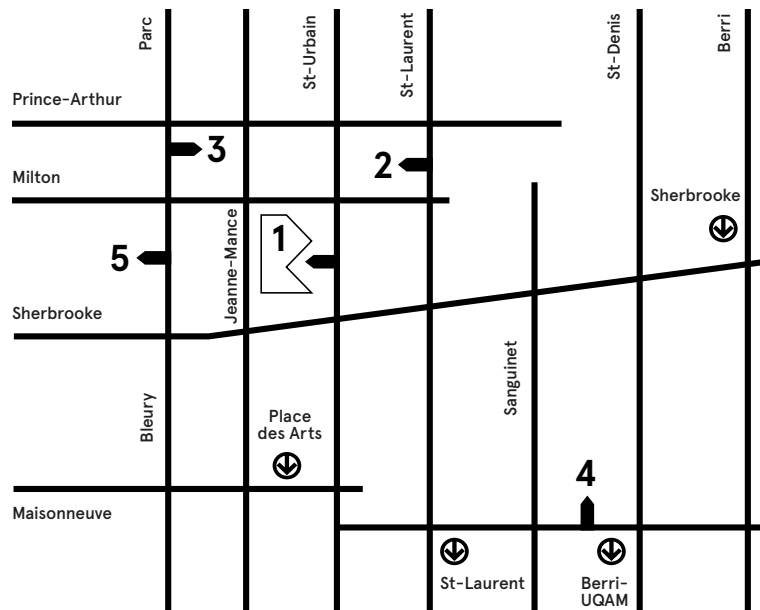 Parc
St-Urbain
St-Laurent
St-Denis
Berri
Prince-Arthur
3
2
Milton
Sherbrooke
Jeanne-Mance
1
5
Sherbrooke
Sanguinet
Bleury
Place
des Arts
4
Maisonneuve
St-Laurent
Berri-
UQAM